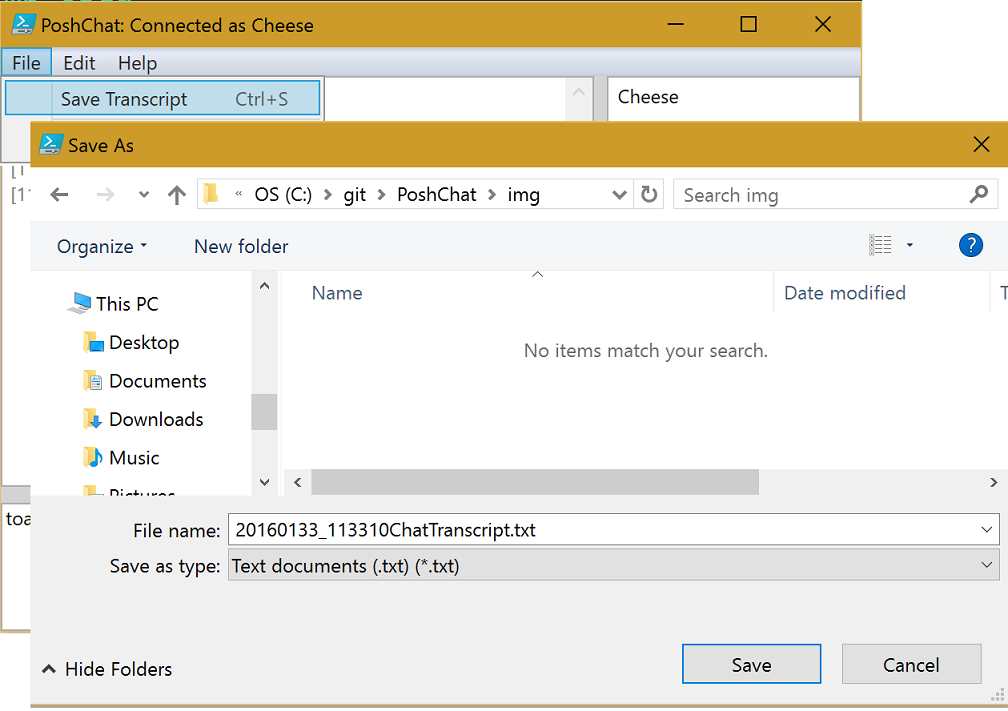 PoshChat: Connected as Cheese
File Edit Help
Save Transcript Ctrl+S
Cheese
Save As
« OS (C:) > git > PoshChat > img
Search img
Organize New folder
?
Name Date modified T
This PC
No items match your search.
Desktop
Documents
Downloads
Music
Pictures
toa
File name: 20160133_113310ChatTranscript.txt
Save as type: Text documents (.txt) (*.txt)
Hide Folders Save Cancel